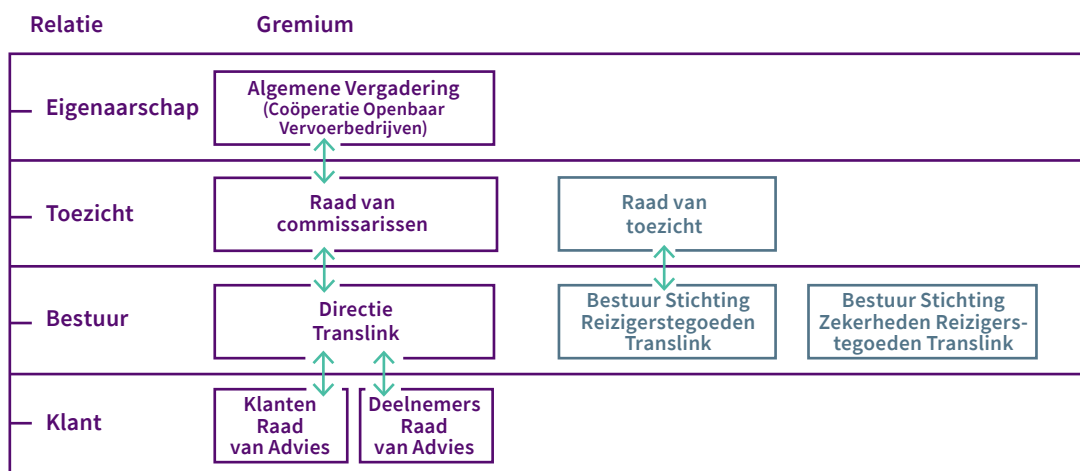 Relatie
Gremium
Eigenaarschap
Algemene Vergadering
(Coöperatie Openbaar
Vervoerbedrijven)
Toezicht
Raad van
commissarissen
Raad van
toezicht
Bestuur
Directie
Translink
Bestuur Stichting
Reizigerstegoeden
Translink
Bestuur Stichting
Zekerheden Reizigers-
tegoeden Translink
Klant
Klanten
Raad
van Advies
Deelnemers
Raad
van Advies